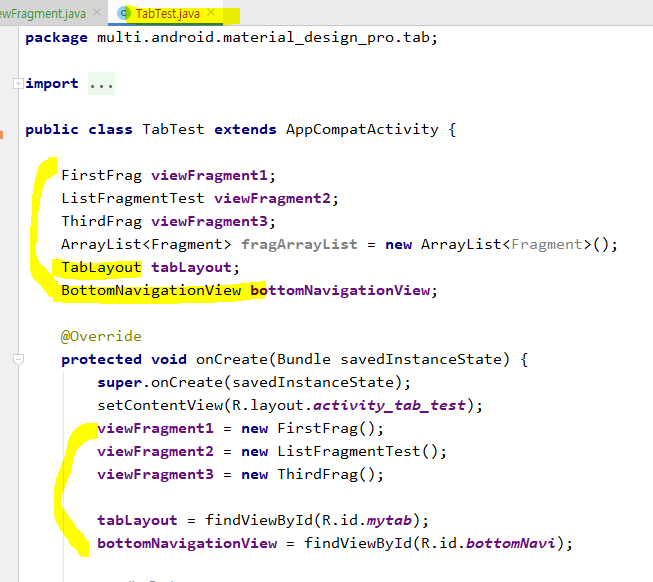 ewFragment.java TabTest.java
package multi.android.material_design_pro.tab;
import ...
public class TabTest extends AppCompatActivity {
FirstFrag viewFragment1;
ListFragmentTest viewFragment2;
ThirdFrag viewFragment3;
ArrayList<Fragment> fragArrayList = new ArrayList<Fragment>();
TabLayout tabLayout;
BottomNavigationView bottomNavigationView;
@Override
protected void onCreate(Bundle savedInstanceState) {
super.onCreate(savedInstanceState);
setContentView(R.layout.activity_tab_test);
viewFragment1 = new FirstFrag();
viewFragment2 = new ListFragmentTest();
viewFragment3 = new ThirdFrag();
tabLayout = findViewById(R.id.mytab);
bottomNavigationView = findViewById(R.id.bottomNavi);